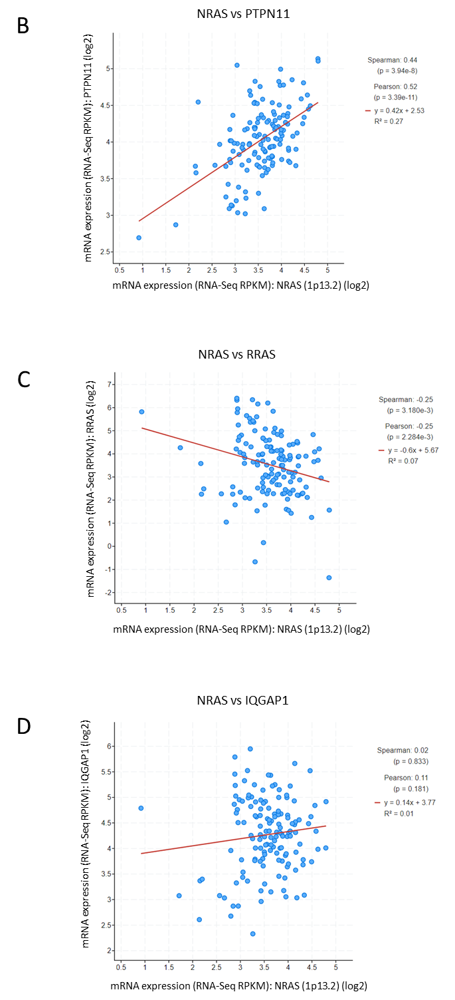 B
NRAS vs PTPN11
mRNA expression (RNA-Seq RPKM): PTPN11 (log2)
5
4.5
4
3.5
3
2.5
0.5 1 1.5 2 2.5 3 3.5 4 4.5 5
mRNA expression (RNA-Seq RPKM): NRAS (1p13.2) (log2)
Spearman: 0.44
(p = 3.94e-8)
Pearson: 0.52
(p = 3.39e-11)
y = 0.42x + 2.53
R² = 0.27
C
NRAS vs RRAS
mRNA expression (RNA-Seq RPKM): RRAS (log2)
7
6
5
4
3
2
1
0
-1
-2
0.5 1 1.5 2 2.5 3 3.5 4 4.5 5
mRNA expression (RNA-Seq RPKM): NRAS (1p13.2) (log2)
Spearman: -0.25
(p = 3.180e-3)
Pearson: -0.25
(p = 2.284e-3)
y = -0.6x + 5.67
R² = 0.07
D
NRAS vs IQGAP1
mRNA expression (RNA-Seq RPKM): IQGAP1 (log2)
6
5.5
5
4.5
4
3.5
3
2.5
2
0.5 1 1.5 2 2.5 3 3.5 4 4.5 5
mRNA expression (RNA-Seq RPKM): NRAS (1p13.2) (log2)
Spearman: 0.02
(p = 0.833)
Pearson: 0.11
(p = 0.181)
y = 0.14x + 3.77
R² = 0.01